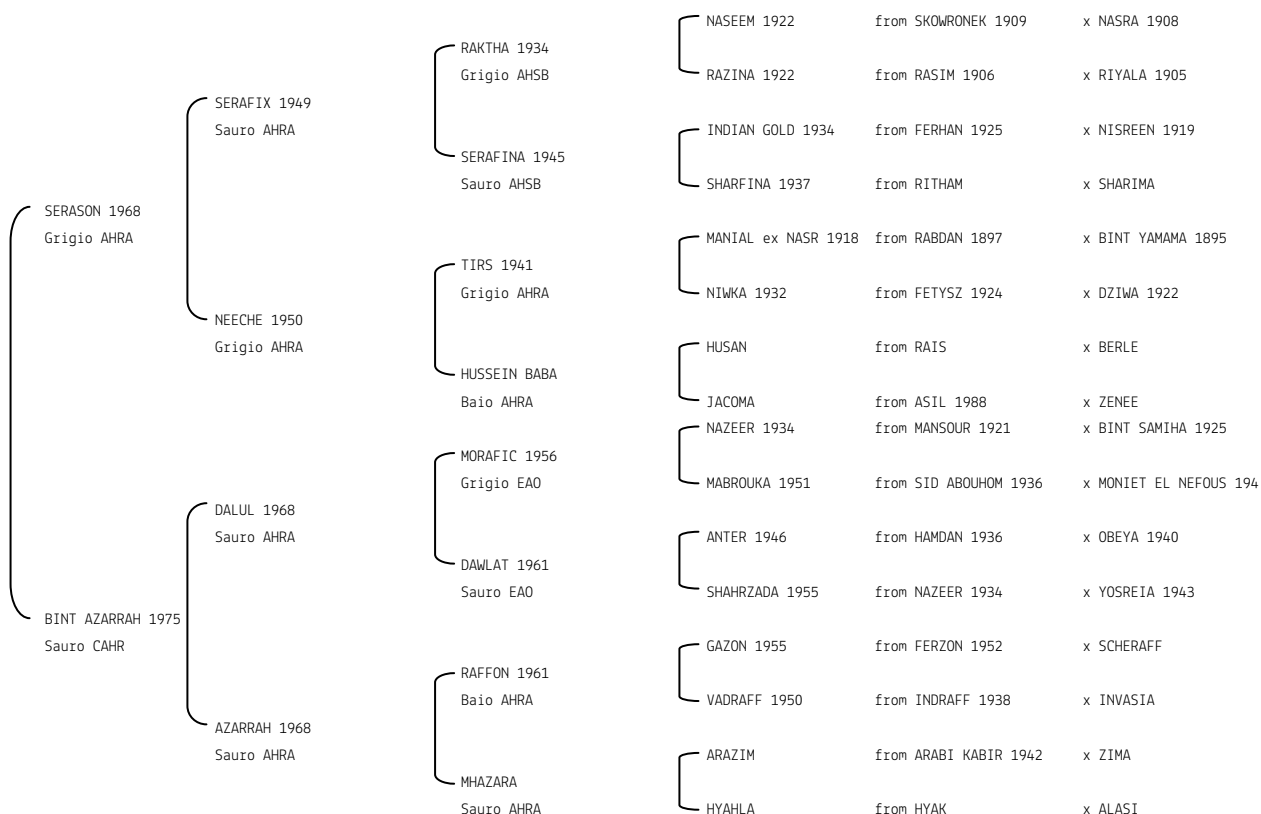 NASEEM 1922 from SKOWRONEK 1909 x NASRA 1908
RAKTHA 1934
Grigio AHSB
RAZINA 1922 from RASIM 1906 x RIYALA 1905
SERAFIX 1949
Sauro AHRA
INDIAN GOLD 1934 from FERHAN 1925 x NISREEN 1919
SERAFINA 1945
Sauro AHSB
SHARFINA 1937 from RITHAM x SHARIMA
SERASON 1968
Grigio AHRA
MANIAL ex NASR 1918 from RABDAN 1897 x BINT YAMAMA 1895
TIRS 1941
Grigio AHRA
NIWKA 1932 from FETYSZ 1924 x DZIWA 1922
NEECHE 1950
Grigio AHRA
HUSAN from RAIS x BERLE
HUSSEIN BABA
Baio AHRA
JACOMA from ASIL 1988 x ZENEE
NAZEER 1934 from MANSOUR 1921 x BINT SAMIHA 1925
MORAFIC 1956
Grigio EAO
MABROUKA 1951 from SID ABOUHOM 1936 x MONIET EL NEFOUS 194
DALUL 1968
Sauro AHRA
ANTER 1946 from HAMDAN 1936 x OBEYA 1940
DAWLAT 1961
Sauro EAO
SHAHRZADA 1955 from NAZEER 1934 x YOSREIA 1943
BINT AZARRAH 1975
Sauro CAHR
GAZON 1955 from FERZON 1952 x SCHERAFF
RAFFON 1961
Baio AHRA
VADRAFF 1950 from INDRAFF 1938 x INVASIA
AZARRAH 1968
Sauro AHRA
ARAZIM from ARABI KABIR 1942 x ZIMA
MHAZARA
Sauro AHRA
HYAHLA from HYAK x ALASI